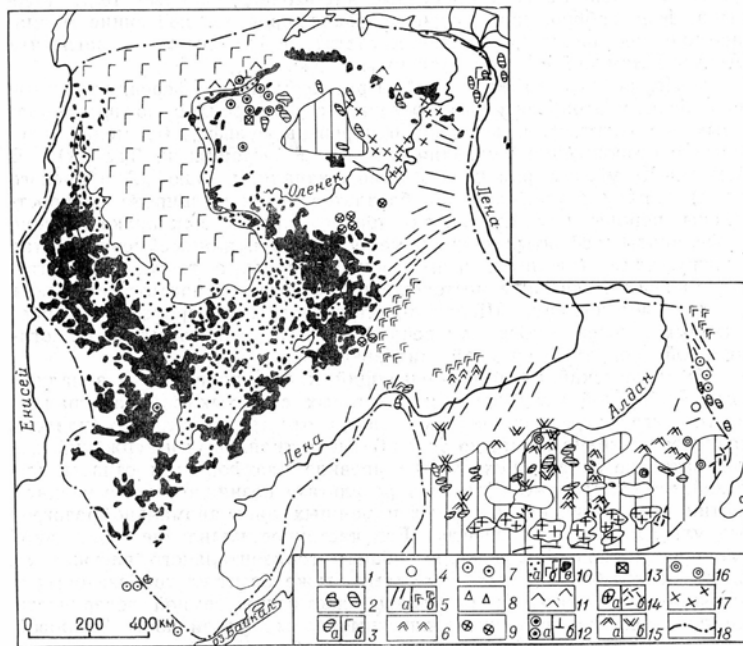 Оленек
Лена
Енисей
Алдан
Лена
оз. Байкал
0 200 400 км
1 4 7 а б в 10 13 16
2 а б 5 8 11 а б 14 17
3 а б 6 9 а б 12 а б 15 18